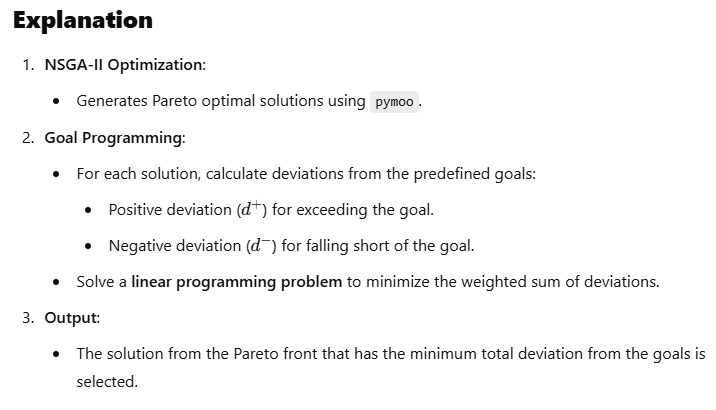 Explanation
1. NSGA-II Optimization:
• Generates Pareto optimal solutions using pymoo.
2. Goal Programming:
• For each solution, calculate deviations from the predefined goals:
• Positive deviation (d⁺) for exceeding the goal.
• Negative deviation (d⁻) for falling short of the goal.
• Solve a linear programming problem to minimize the weighted sum of deviations.
3. Output:
• The solution from the Pareto front that has the minimum total deviation from the goals is
selected.